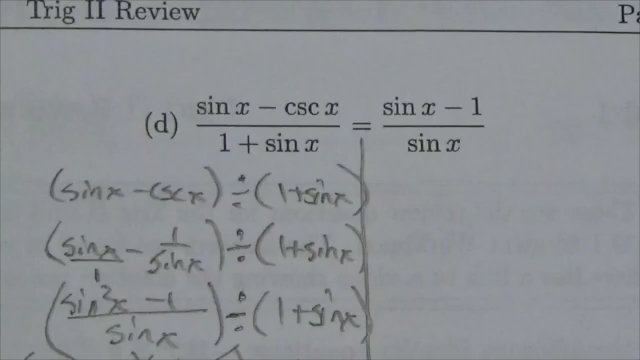 Trig II Review Pa
(d) (sin x − csc x)/(1 + sin x) = (sin x − 1)/(sin x)
(sinx − cscx) ÷ (1+sinx)
(sinx/1 − 1/sinx) ÷ (1+sinx)
((sin²x − 1)/sinx) ÷ (1+sinx)